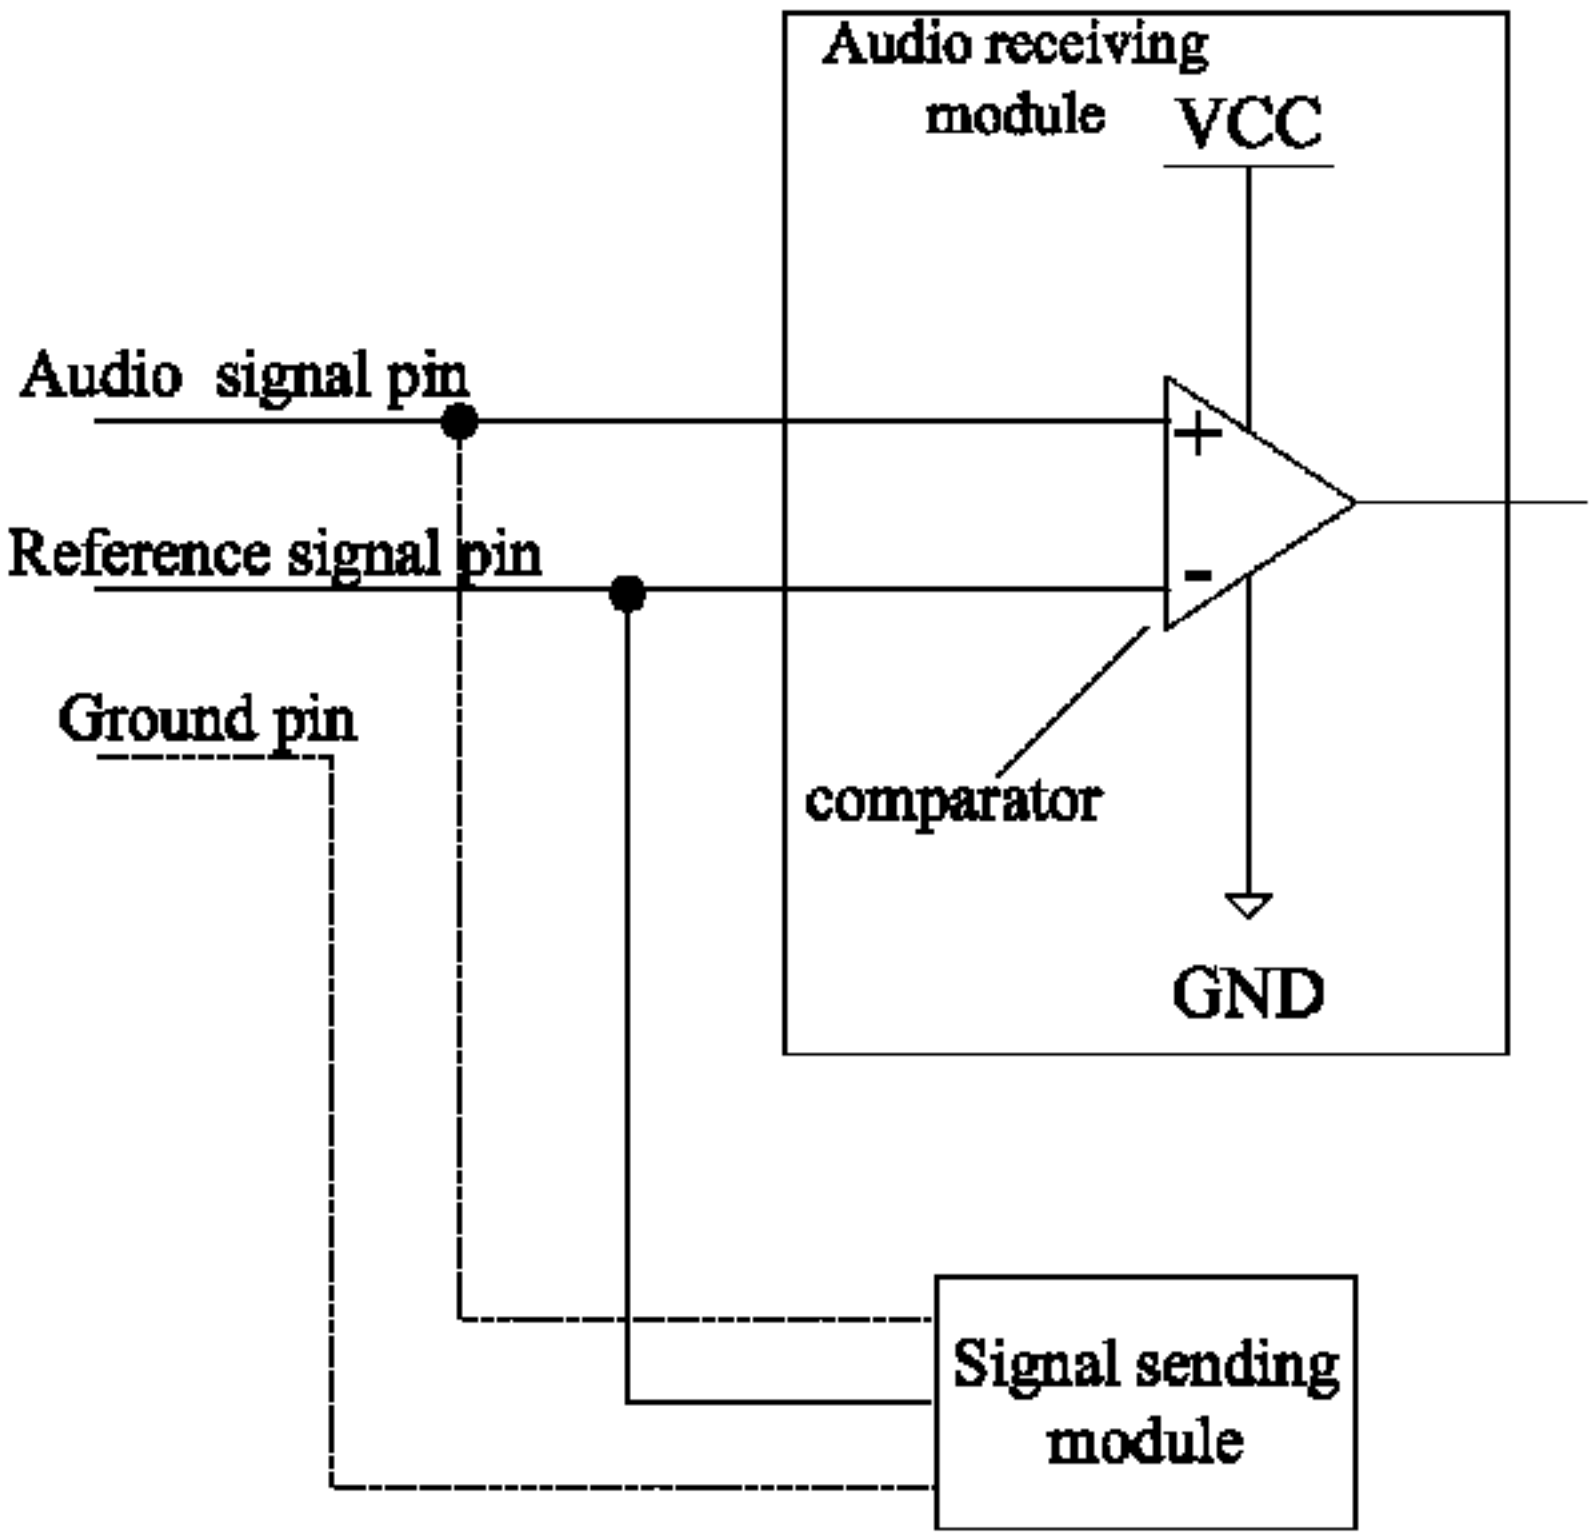 Audio receiving
module
VCC
Audio signal pin
+
Reference signal pin
-
Ground pin
comparator
GND
Signal sending
module